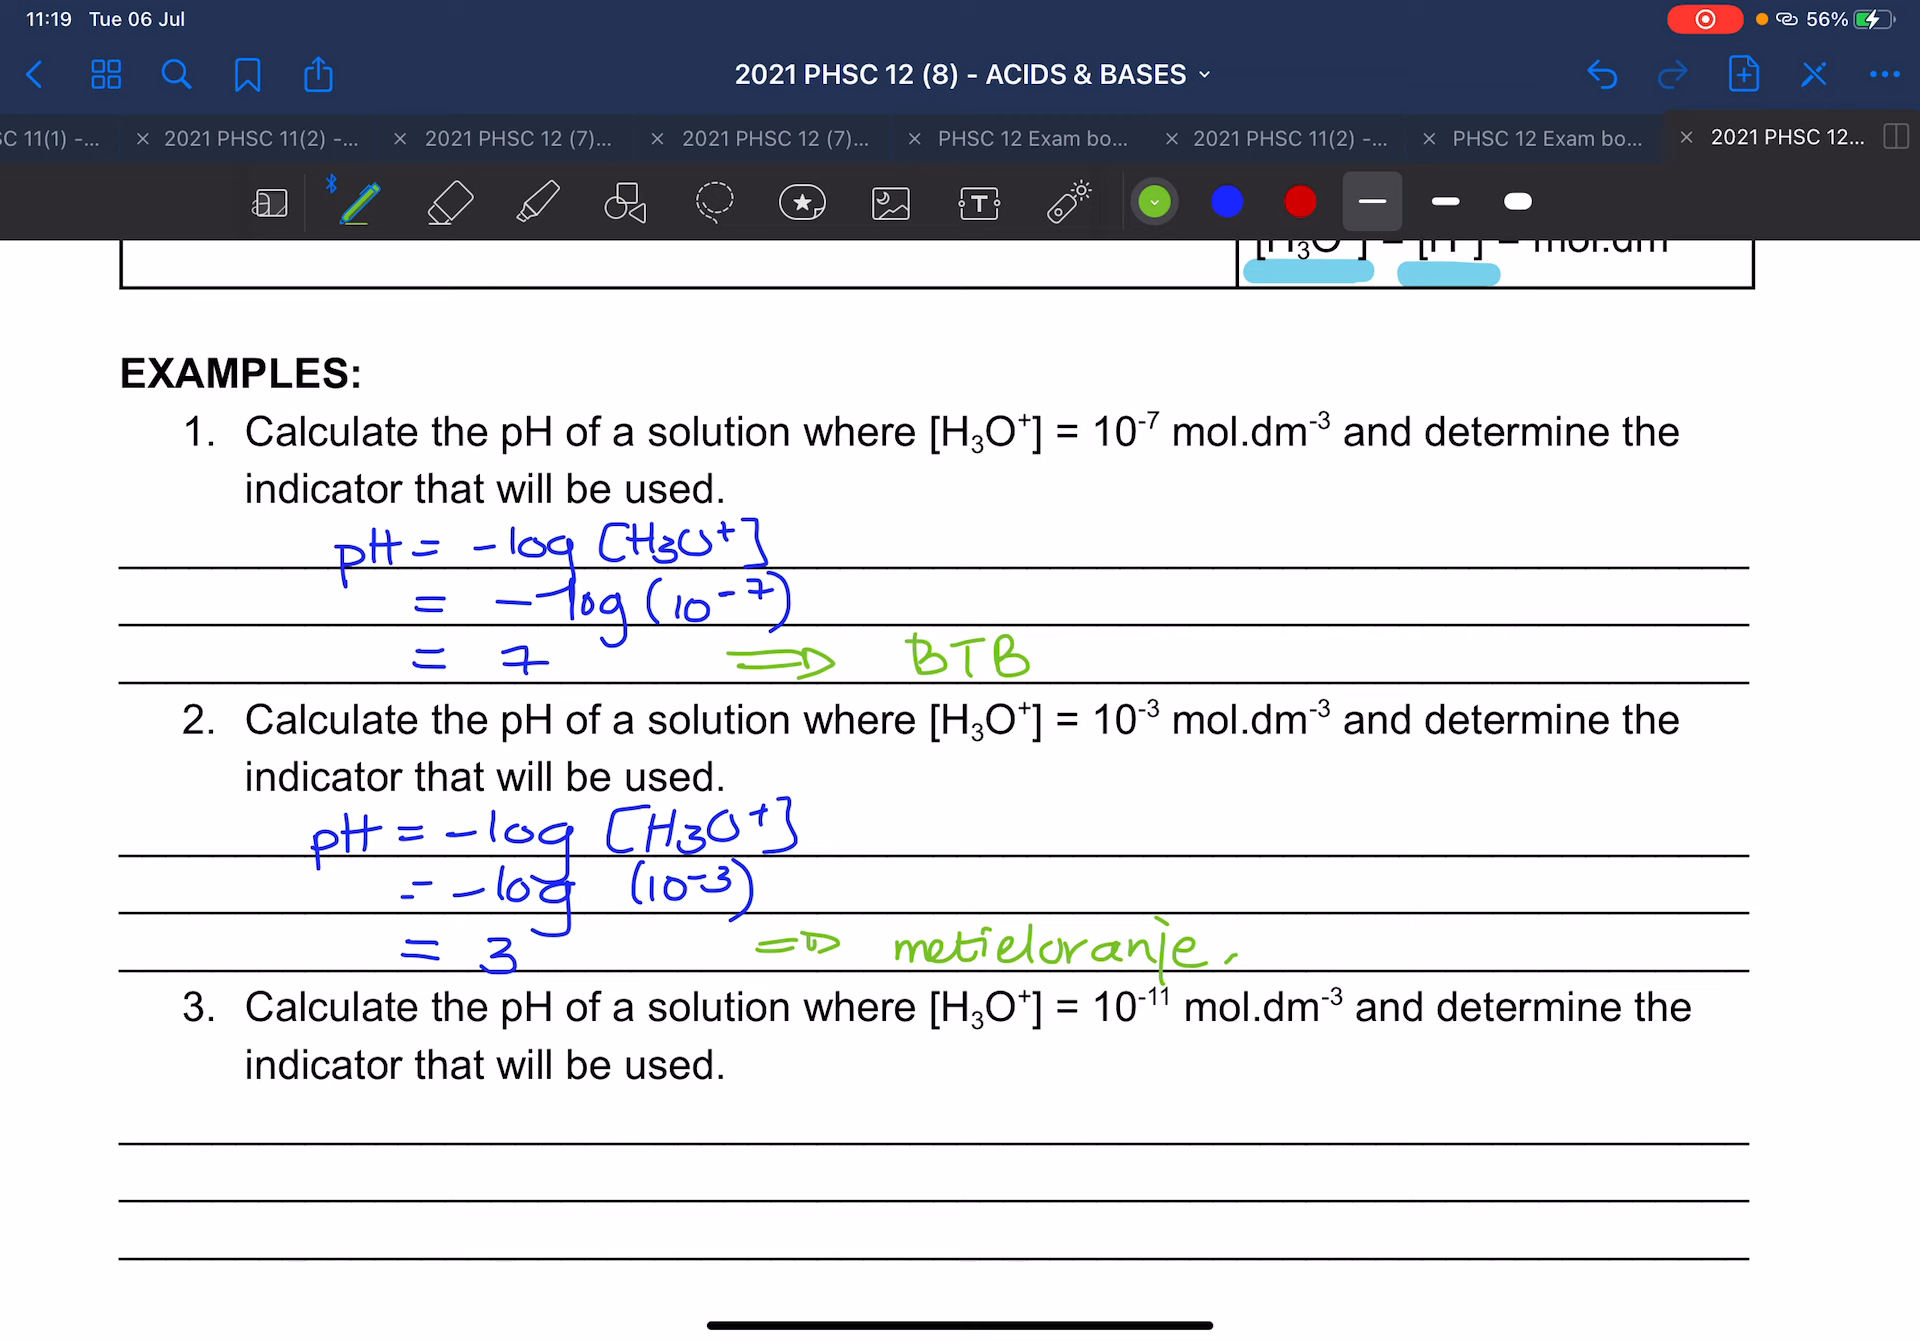 11:19 Tue 06 Jul
56%
2021 PHSC 12 (8) - ACIDS & BASES
C 11(1) -... × 2021 PHSC 11(2) -... × 2021 PHSC 12 (7)... × 2021 PHSC 12 (7)... × PHSC 12 Exam bo... × 2021 PHSC 11(2) -... × PHSC 12 Exam bo... × 2021 PHSC 12...
T
[H₃O ] = [H ] = mol.dm
EXAMPLES:
1. Calculate the pH of a solution where [H₃O⁺] = 10⁻⁷ mol.dm⁻³ and determine the
indicator that will be used.
pH = -log [H₃O⁺]
= -log (10⁻⁷)
= 7 ⇒ BTB
2. Calculate the pH of a solution where [H₃O⁺] = 10⁻³ mol.dm⁻³ and determine the
indicator that will be used.
pH = -log [H₃O⁺]
= -log (10⁻³)
= 3 ⇒ metieloranje.
3. Calculate the pH of a solution where [H₃O⁺] = 10⁻¹¹ mol.dm⁻³ and determine the
indicator that will be used.